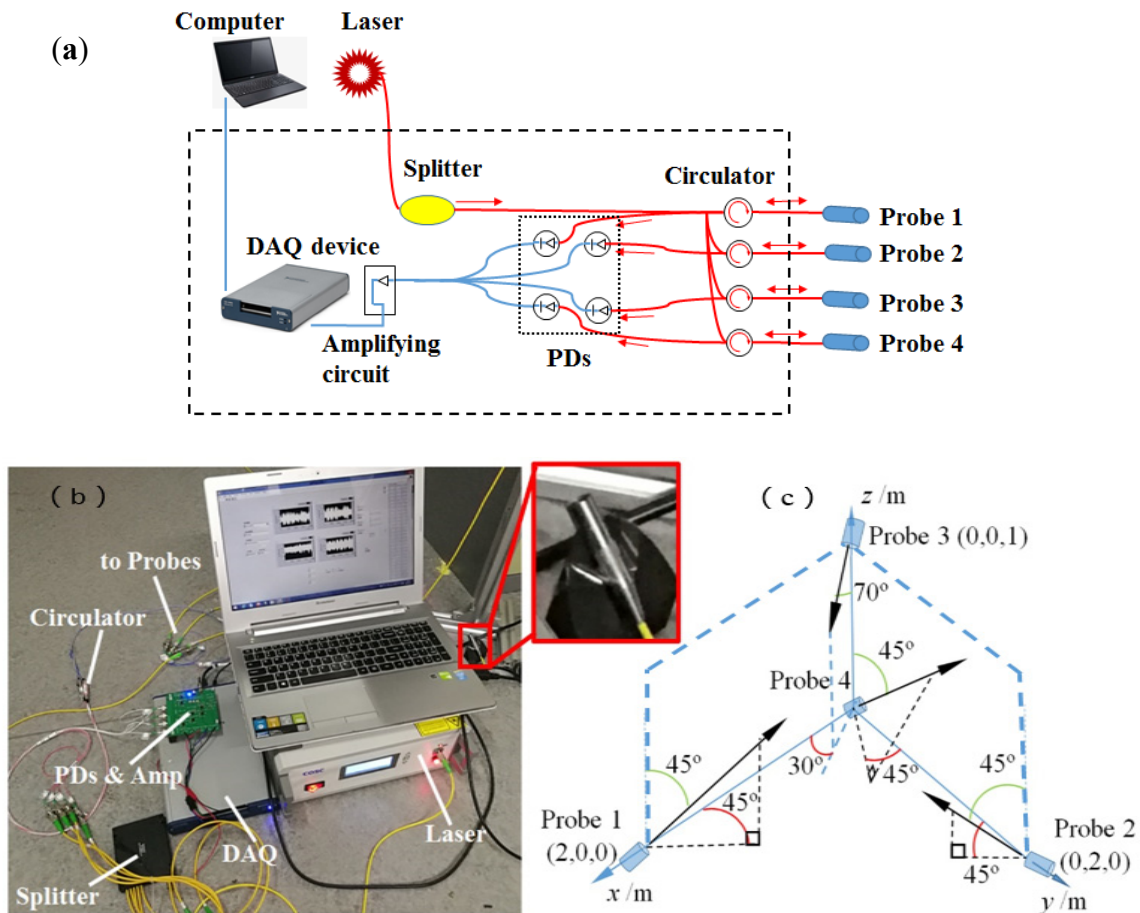 (a)
Computer
Laser
Splitter
Circulator
Probe 1
DAQ device
Probe 2
Probe 3
Amplifying
circuit
PDs
Probe 4
(b)
to Probes
Circulator
PDs & Amp
Laser
DAQ
Splitter
(c)
z /m
Probe 3 (0,0,1)
70°
45°
Probe 4
30°
45°
45°
45°
45°
Probe 1
(2,0,0)
x /m
Probe 2
(0,2,0)
45°
y /m